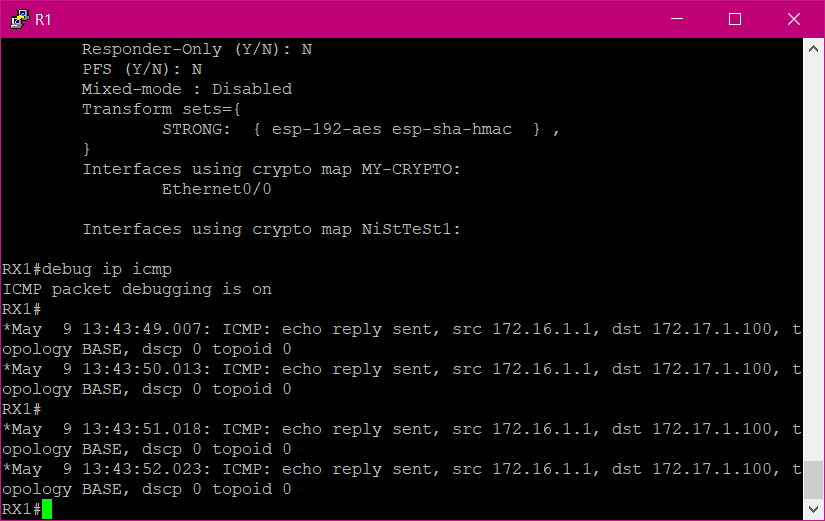 R1
Responder-Only (Y/N): N
PFS (Y/N): N
Mixed-mode : Disabled
Transform sets={
STRONG:  { esp-192-aes esp-sha-hmac  } ,
}
Interfaces using crypto map MY-CRYPTO:
Ethernet0/0
Interfaces using crypto map NiStTeSt1:
RX1#debug ip icmp
ICMP packet debugging is on
RX1#
*May  9 13:43:49.007: ICMP: echo reply sent, src 172.16.1.1, dst 172.17.1.100, t
opology BASE, dscp 0 topoid 0
*May  9 13:43:50.013: ICMP: echo reply sent, src 172.16.1.1, dst 172.17.1.100, t
opology BASE, dscp 0 topoid 0
RX1#
*May  9 13:43:51.018: ICMP: echo reply sent, src 172.16.1.1, dst 172.17.1.100, t
opology BASE, dscp 0 topoid 0
*May  9 13:43:52.023: ICMP: echo reply sent, src 172.16.1.1, dst 172.17.1.100, t
opology BASE, dscp 0 topoid 0
RX1#